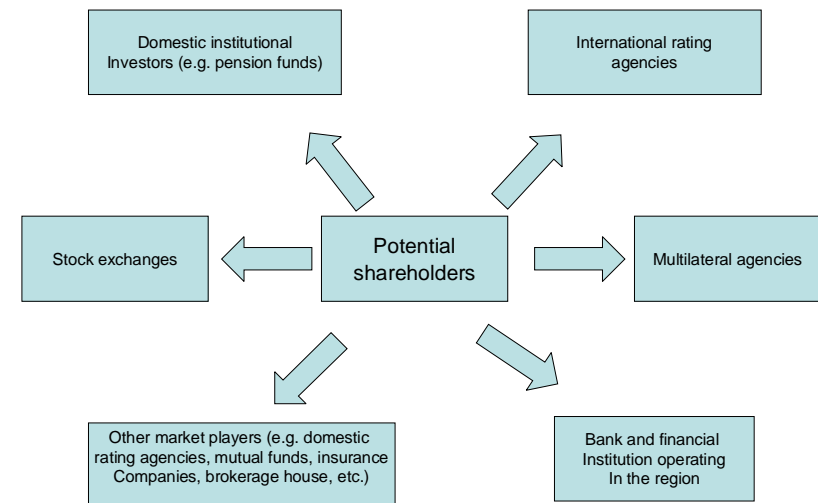 Domestic institutional
Investors (e.g. pension funds)
International rating
agencies
Stock exchanges
Potential
shareholders
Multilateral agencies
Other market players (e.g. domestic
rating agencies, mutual funds, insurance
Companies, brokerage house, etc.)
Bank and financial
Institution operating
In the region